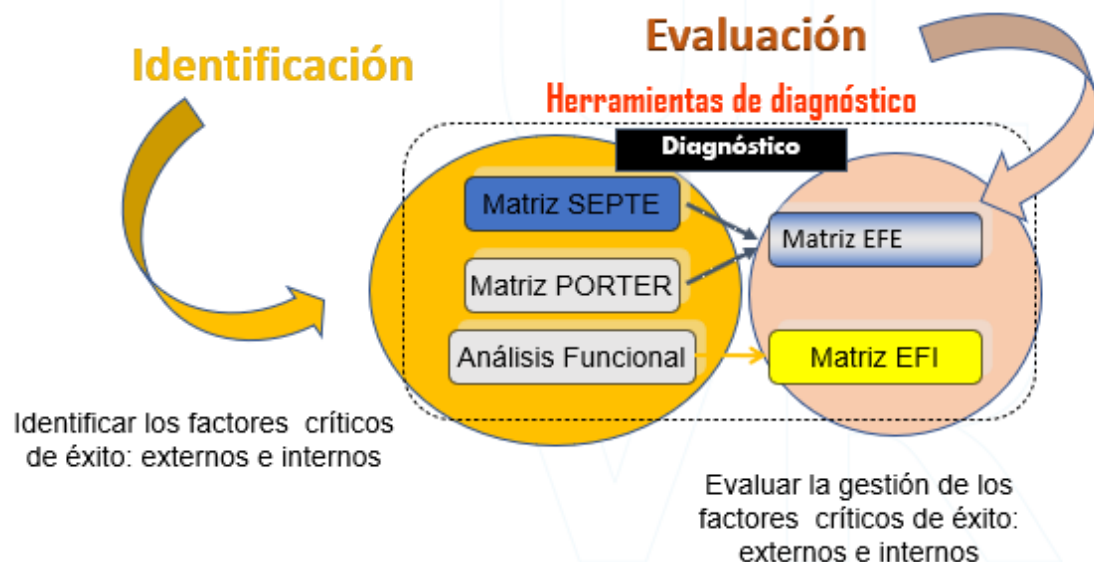 Identificación
Evaluación
Herramientas de diagnóstico
Diagnóstico
Matriz SEPTE
Matriz EFE
Matriz PORTER
Análisis Funcional
Matriz EFI
Identificar los factores críticos
de éxito: externos e internos
Evaluar la gestión de los
factores críticos de éxito:
externos e internos